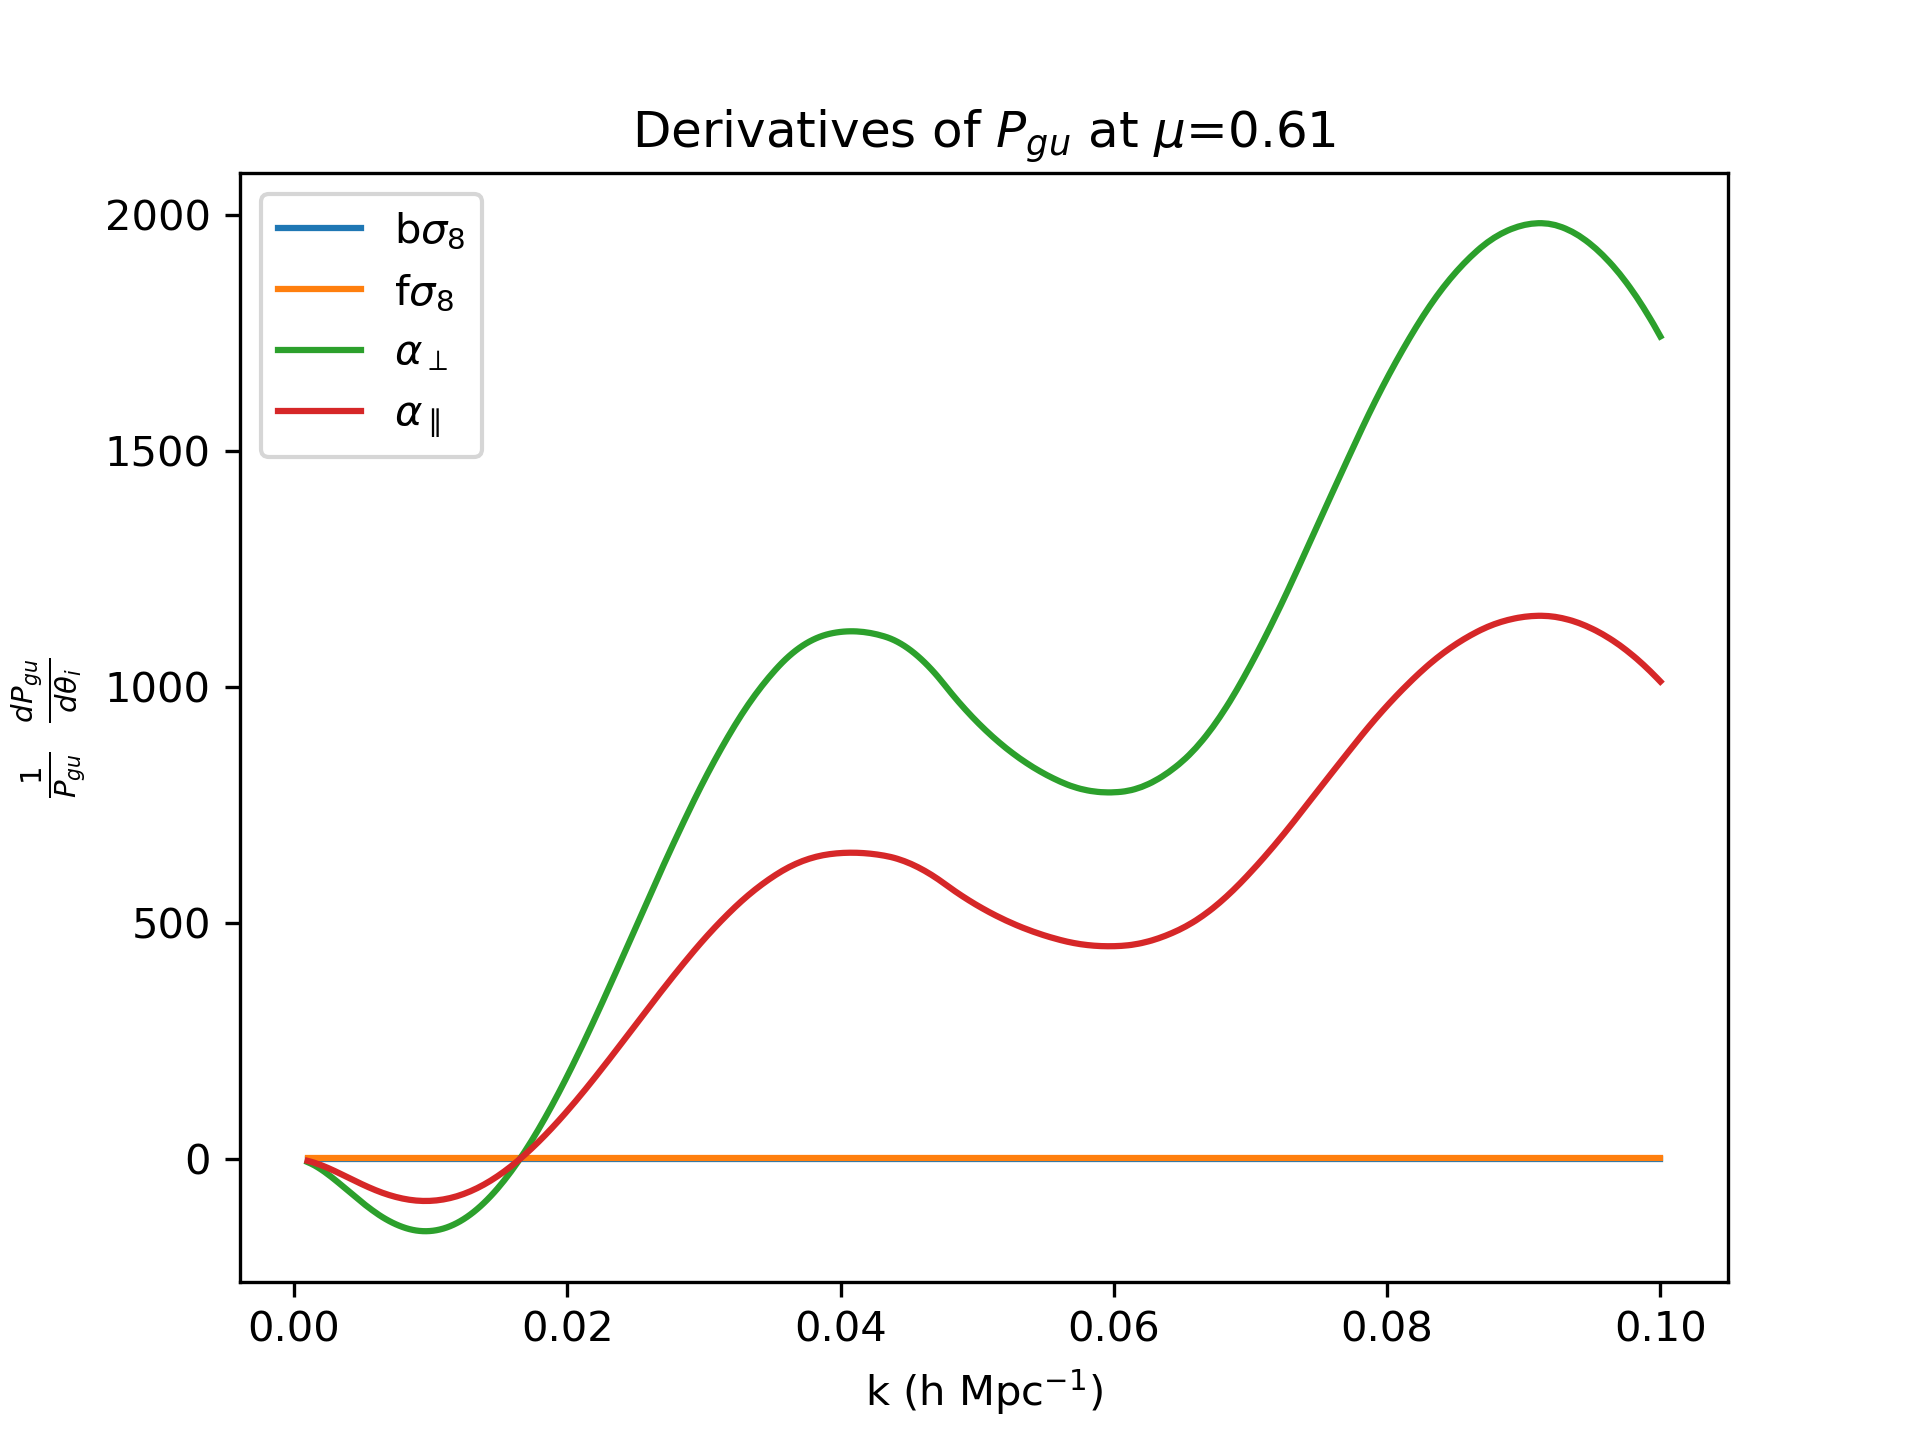 Derivatives of P_gu at μ=0.61
2000
1500
1000
500
0
bσ₈
fσ₈
α⊥
α∥
1/P_gu dP_gu/dθ_i
0.00 0.02 0.04 0.06 0.08 0.10
k (h Mpc⁻¹)